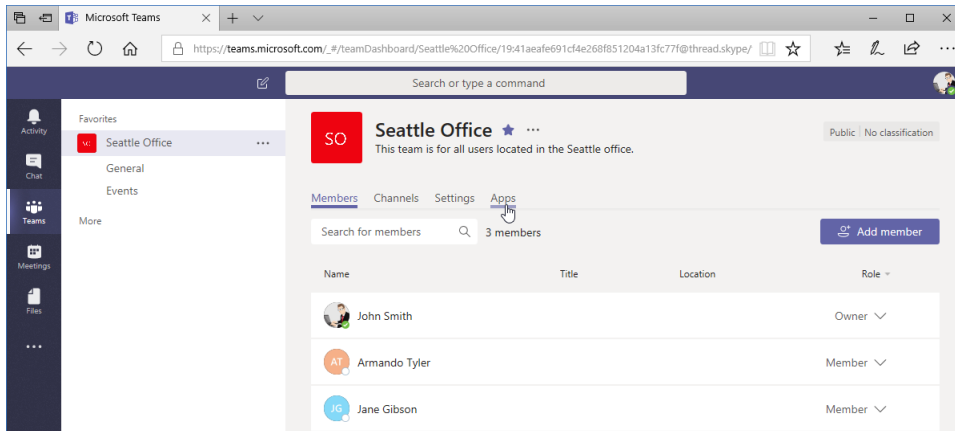 Microsoft Teams
https://teams.microsoft.com/_#/teamDashboard/Seattle%20Office/19:41aeafe691cf4e268f851204a13fc77f@thread.skype/
Search or type a command
Activity
Chat
Teams
Meetings
Files
Favorites
SO Seattle Office
General
Events
More
SO
Seattle Office
This team is for all users located in the Seattle office.
Public No classification
Members Channels Settings Apps
Search for members 3 members Add member
Name Title Location Role
John Smith Owner
AT Armando Tyler Member
JG Jane Gibson Member